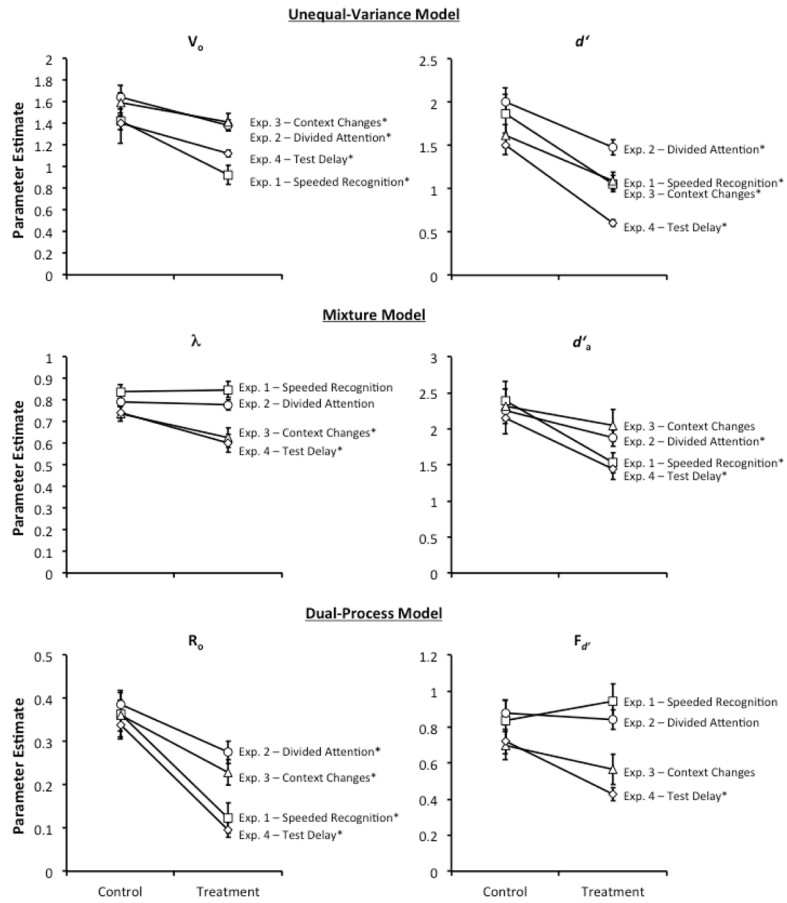 Unequal-Variance Model
Vo
d'
Parameter Estimate
2
1.8
1.6
1.4
1.2
1
0.8
0.6
0.4
0.2
0
Exp. 3 – Context Changes*
Exp. 2 – Divided Attention*
Exp. 4 – Test Delay*
Exp. 1 – Speeded Recognition*
2.5
2
1.5
1
0.5
0
Exp. 2 – Divided Attention*
Exp. 1 – Speeded Recognition*
Exp. 3 – Context Changes*
Exp. 4 – Test Delay*
Mixture Model
λ
d'a
Parameter Estimate
1
0.9
0.8
0.7
0.6
0.5
0.4
0.3
0.2
0.1
0
Exp. 1 – Speeded Recognition
Exp. 2 – Divided Attention
Exp. 3 – Context Changes*
Exp. 4 – Test Delay*
3
2.5
2
1.5
1
0.5
0
Exp. 3 – Context Changes
Exp. 2 – Divided Attention*
Exp. 1 – Speeded Recognition*
Exp. 4 – Test Delay*
Dual-Process Model
Ro
Fd'
Parameter Estimate
0.5
0.4
0.3
0.2
0.1
0
Exp. 2 – Divided Attention*
Exp. 3 – Context Changes*
Exp. 1 – Speeded Recognition*
Exp. 4 – Test Delay*
Control
Treatment
1.2
1
0.8
0.6
0.4
0.2
0
Exp. 1 – Speeded Recognition
Exp. 2 – Divided Attention
Exp. 3 – Context Changes
Exp. 4 – Test Delay*
Control
Treatment